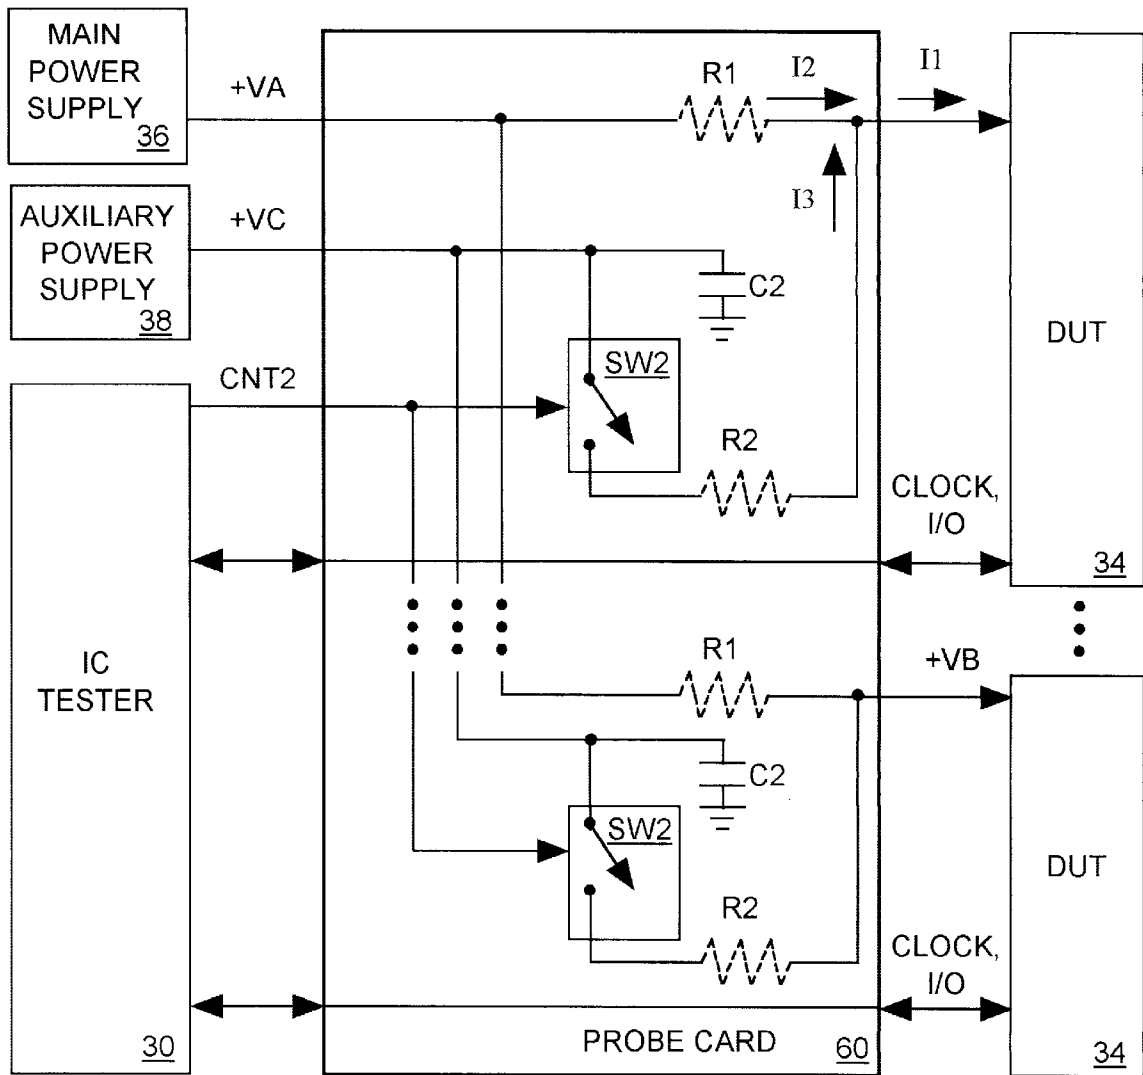 MAIN
POWER
SUPPLY
36
+VA
R1
I2
I1
I3
AUXILIARY
POWER
SUPPLY
38
+VC
C2
CNT2
SW2
R2
DUT
CLOCK,
I/O
34
IC
TESTER
R1
+VB
C2
SW2
R2
DUT
CLOCK,
I/O
30
PROBE CARD
60
34